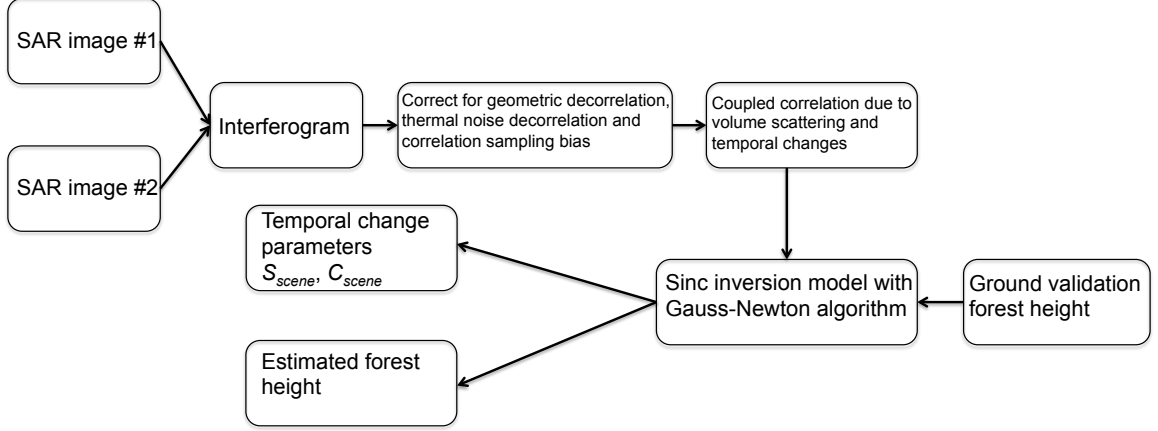 SAR image #1
SAR image #2
Interferogram
Correct for geometric decorrelation,
thermal noise decorrelation and
correlation sampling bias
Coupled correlation due to
volume scattering and
temporal changes
Temporal change
parameters
S_scene, C_scene
Sinc inversion model with
Gauss-Newton algorithm
Ground validation
forest height
Estimated forest
height